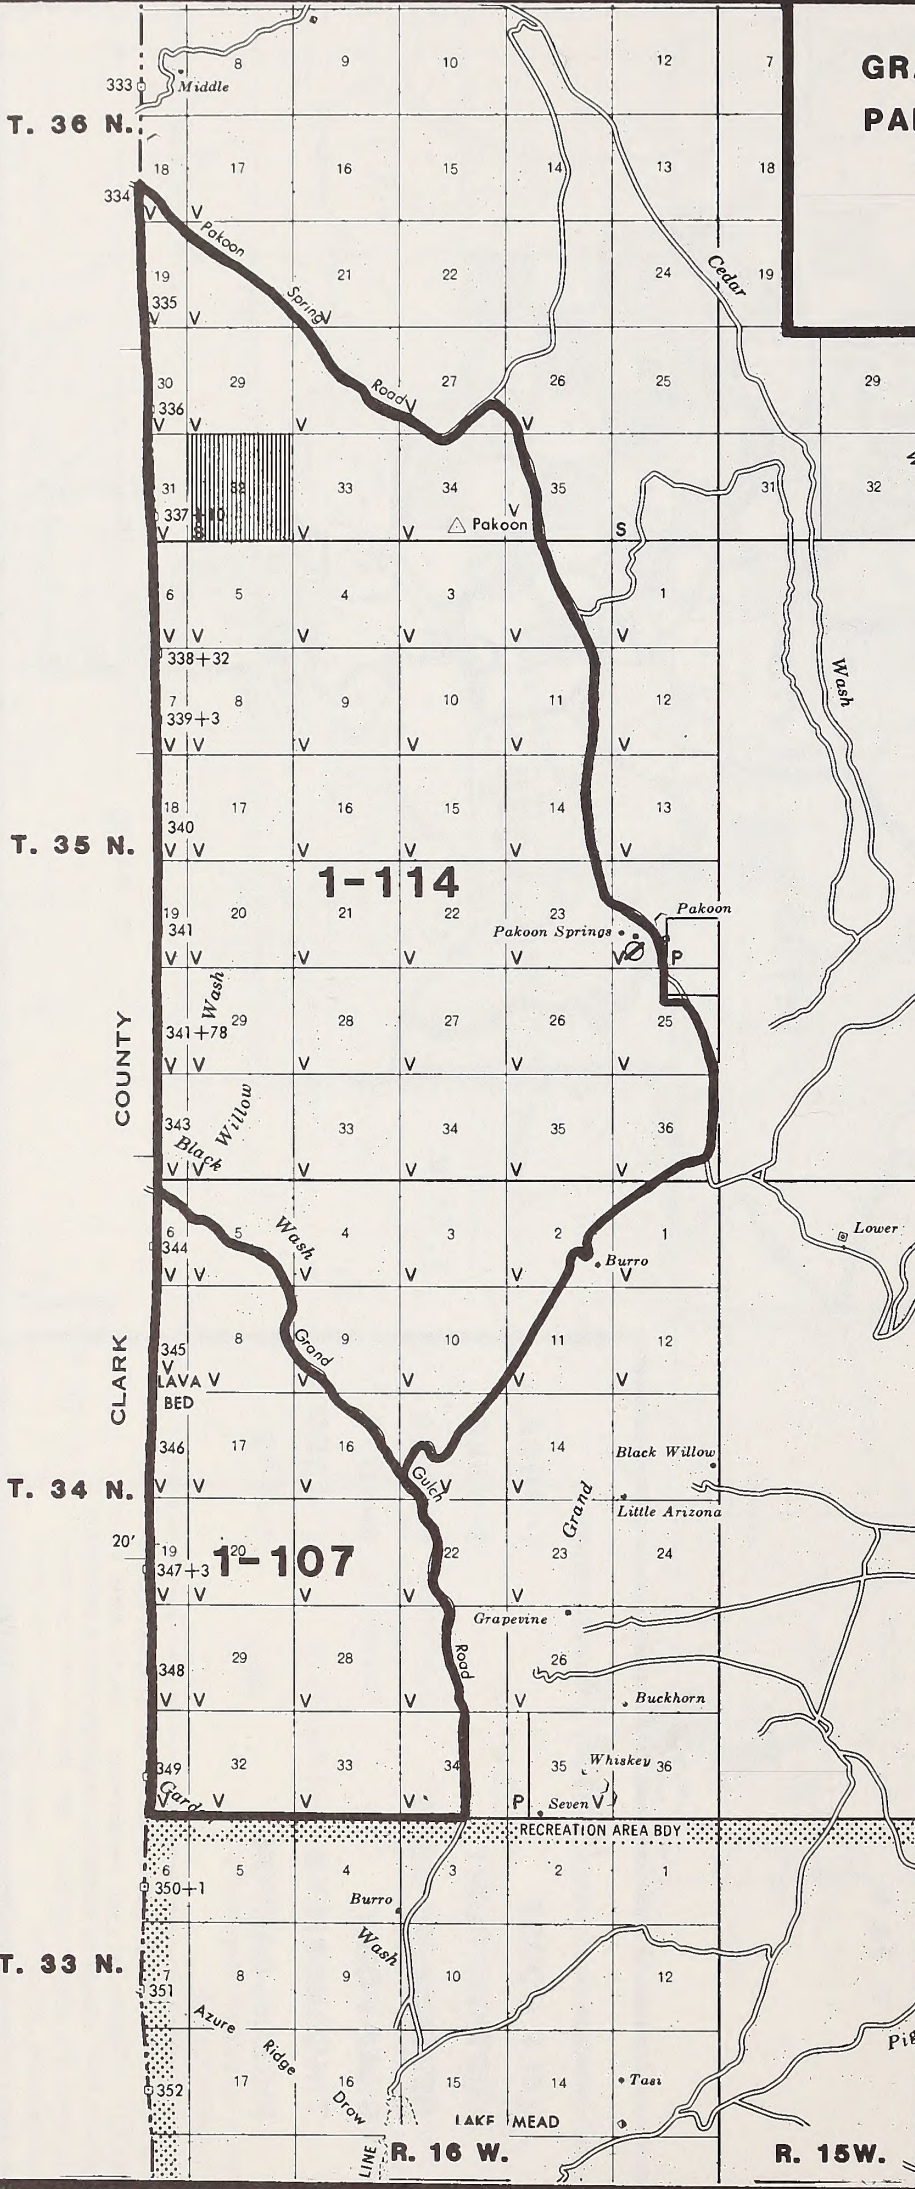 8 9 10 12 7
GR
PA
333 Middle
T. 36 N.
18 17 16 15 14 13 18
334
V V
Pakoon
19 21 22 24 19
Cedar
335
V V V
Spring
30 29 27 26 25 29
Road
336
V V V V V
31 32 33 34 35 31 32
337+10
S
V V V V S
Pakoon
6 5 4 3 1
V V V V V V
338+32
Wash
7 8 9 10 11 12
339+3
V V V V V V
18 17 16 15 14 13
340
T. 35 N.
V V V V V V
1-114
19 20 21 22 23
Pakoon
341
Pakoon Springs
V V V V V V P
Wash
341+78 29 28 27 26 25
COUNTY
V V V V V V
Willow
343 33 34 35 36
Black
V V V V V V
Wash
6 5 4 3 2 1
Lower
344
Burro
V V V V V V
Grand
8 9 10 11 12
345
V
LAVA V V V V V
BED
CLARK
346 17 16 14
Black Willow
Gulch
V V V V V
T. 34 N.
Grand
Little Arizona
20'
19 20 22 23 24
1-107
347+3
V V V V V
Grapevine
Road
29 28 26
348
V V V V V
Buckhorn
349 32 33 34 35 Whiskey 36
Gard
V V V V P Seven V
RECREATION AREA BDY
6 5 4 3 2 1
350+1
Burro
Wash
T. 33 N.
7 8 9 10 12
351
Azure
Ridge
Pig
352 17 16 15 14 Tasi
Draw
LAKE MEAD
LINE R. 16 W. R. 15W.